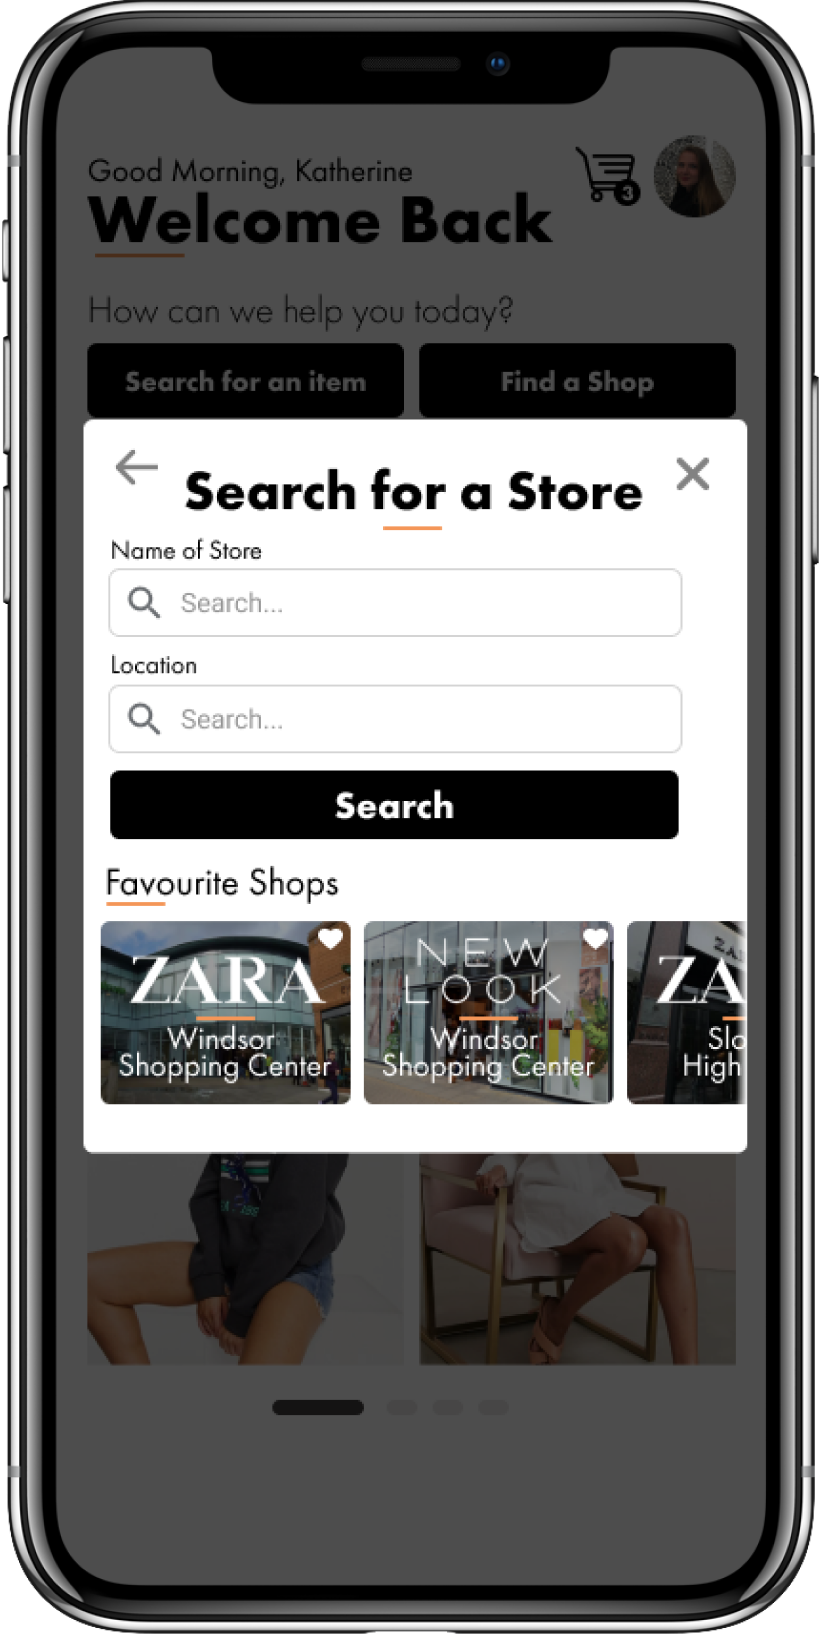 Good Morning, Katherine
3
Welcome Back
How can we help you today?
Search for an item
Find a Shop
Search for a Store
Name of Store
Search...
Location
Search...
Search
Favourite Shops
ZARA
Windsor
Shopping Center
NEW
LOOK
Windsor
Shopping Center
ZA
Slo
High